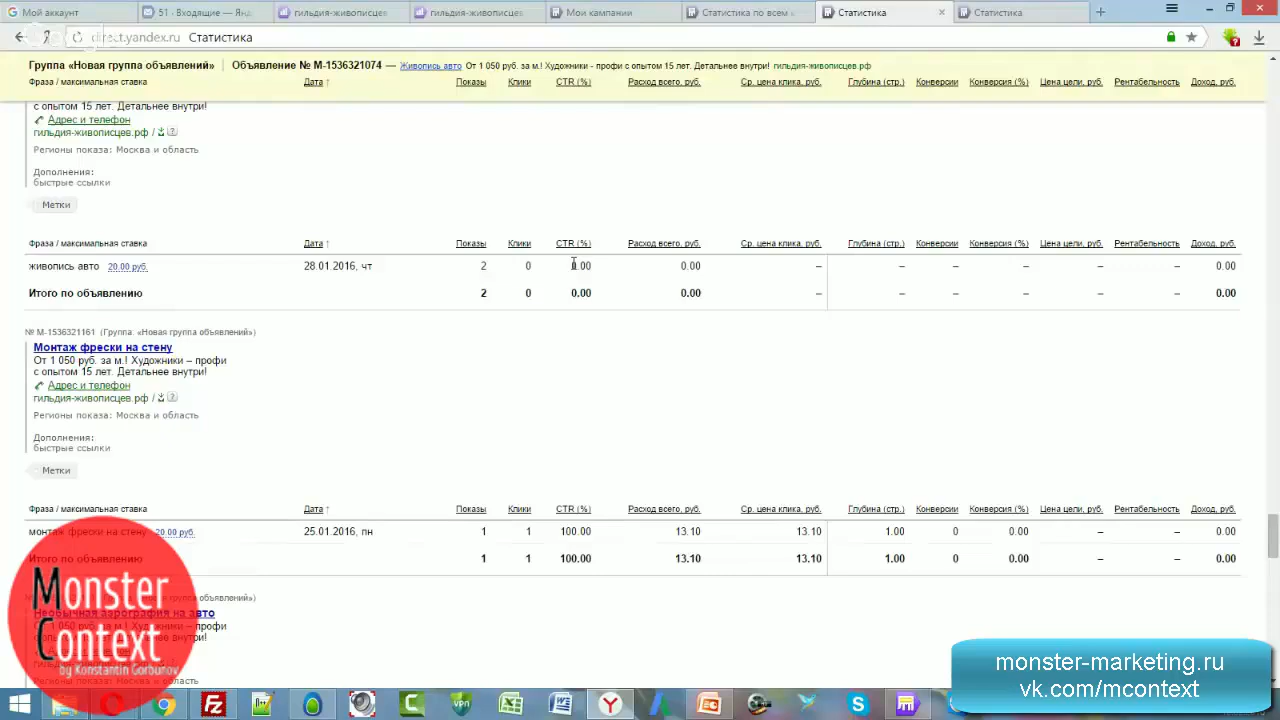 Мой аккаунт
51 · Входящие — Янд
гильдия-живописцев
гильдия-живописцев
Мои кампании
Статистика по всем
Статистика
Статистика
direct.yandex.ru Статистика
Группа «Новая группа объявлений» | Объявление № M-1536321074 — Живопись авто От 1 050 руб. за м.! Художники - профи с опытом 15 лет. Детальнее внутри! гильдия-живописцев.рф
Фраза / максимальная ставка Дата ↑ Показы Клики CTR (%) Расход всего, руб. Ср. цена клика, руб. Глубина (стр.) Конверсии Конверсия (%) Цена цели, руб. Рентабельность Доход, руб.
с опытом 15 лет. Детальнее внутри!
Адрес и телефон
гильдия-живописцев.рф /
Регионы показа: Москва и область
Дополнения:
быстрые ссылки
Метки
Фраза / максимальная ставка Дата ↑ Показы Клики CTR (%) Расход всего, руб. Ср. цена клика, руб. Глубина (стр.) Конверсии Конверсия (%) Цена цели, руб. Рентабельность Доход, руб.
живопись авто 20.00 руб. 28.01.2016, чт 2 0 0.00 0.00 – – – – – – 0.00
Итого по объявлению 2 0 0.00 0.00 – – – – – – 0.00
№ M-1536321161 (Группа: «Новая группа объявлений»)
Монтаж фрески на стену
От 1 050 руб. за м.! Художники – профи
с опытом 15 лет. Детальнее внутри!
Адрес и телефон
гильдия-живописцев.рф /
Регионы показа: Москва и область
Дополнения:
быстрые ссылки
Метки
Фраза / максимальная ставка Дата ↑ Показы Клики CTR (%) Расход всего, руб. Ср. цена клика, руб. Глубина (стр.) Конверсии Конверсия (%) Цена цели, руб. Рентабельность Доход, руб.
монтаж фрески на стену 20.00 руб. 25.01.2016, пн 1 1 100.00 13.10 13.10 1.00 0 0.00 – – 0.00
Итого по объявлению 1 1 100.00 13.10 13.10 1.00 0 0.00 – – 0.00
объявлений»)
Необычная аэрография на авто
От 1 050 руб. за м.! Художники – профи
с опытом 15 лет. Детальнее внутри!
Регионы показа: Москва и область
Monster
Context
by Konstantin Gorbunov
monster-marketing.ru
vk.com/mcontext